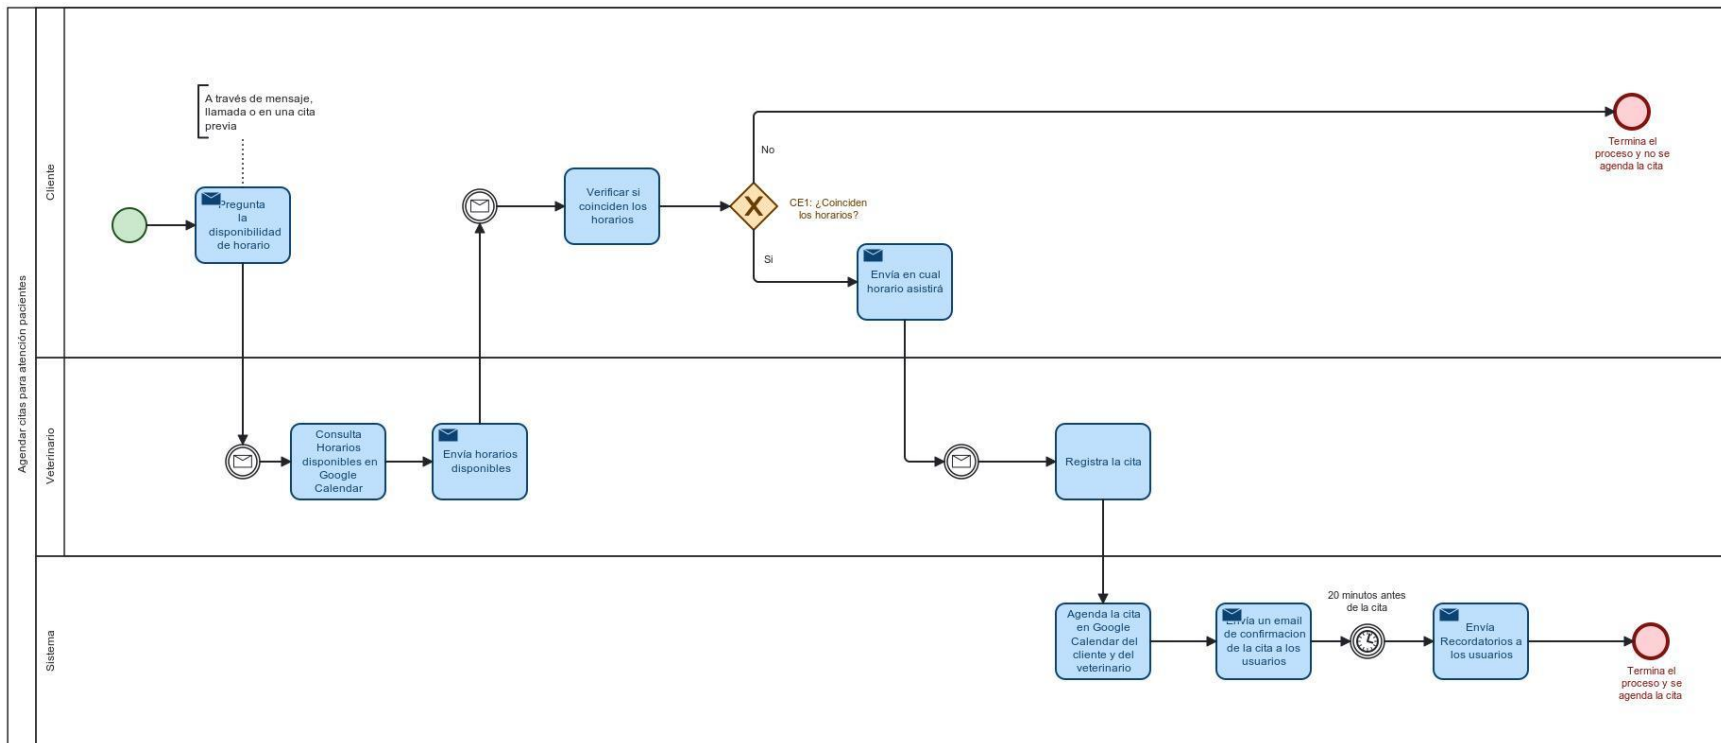 Agendar citas para atención pacientes
Cliente
A través de mensaje,
llamada o en una cita
previa
Pregunta
la
disponibilidad
de horario
Verificar si
coinciden los
horarios
No
CE1: ¿Coinciden
los horarios?
Si
Envía en cual
horario asistirá
Termina el
proceso y no se
agenda la cita
Veterinario
Consulta
Horarios
disponibles en
Google
Calendar
Envía horarios
disponibles
Registra la cita
Sistema
Agenda la cita
en Google
Calendar del
cliente y del
veterinario
Envía un email
de confirmacion
de la cita a los
usuarios
20 minutos antes
de la cita
Envía
Recordatorios a
los usuarios
Termina el
proceso y se
agenda la cita